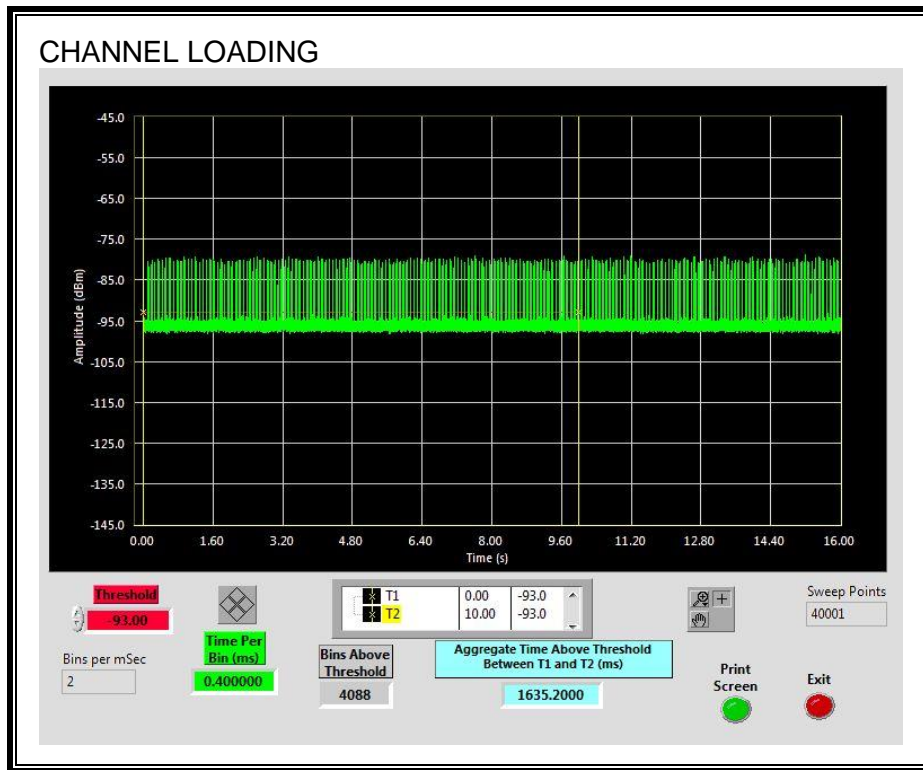 CHANNEL LOADING
-45.0
-55.0
-65.0
-75.0
-85.0
-95.0
-105.0
-115.0
-125.0
-135.0
-145.0
Amplitude (dBm)
0.00 1.60 3.20 4.80 6.40 8.00 9.60 11.20 12.80 14.40 16.00
Time (s)
Threshold
-93.00
Bins per mSec
2
Time Per
Bin (ms)
0.400000
T1 0.00 -93.0
T2 10.00 -93.0
Bins Above
Threshold
4088
Aggregate Time Above Threshold
Between T1 and T2 (ms)
1635.2000
Print
Screen
Sweep Points
40001
Exit